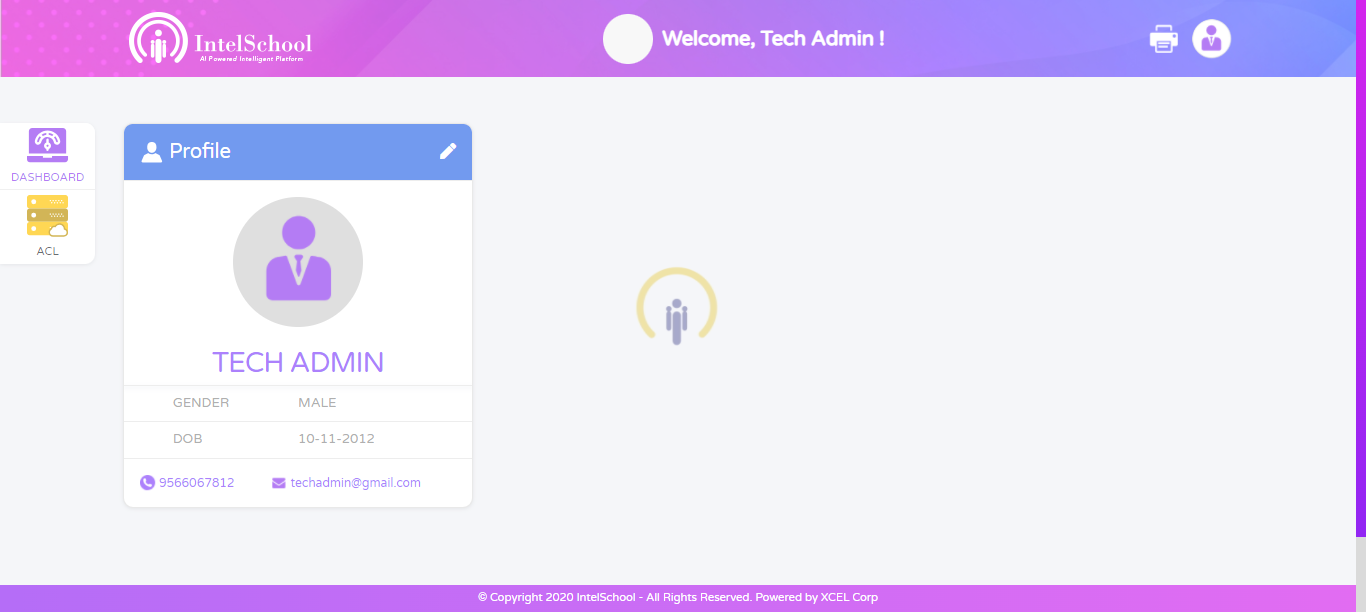 IntelSchool
AI Powered Intelligent Platform
Welcome, Tech Admin !
DASHBOARD
ACL
Profile
TECH ADMIN
GENDER MALE
DOB 10-11-2012
9566067812 techadmin@gmail.com
© Copyright 2020 IntelSchool - All Rights Reserved. Powered by XCEL Corp